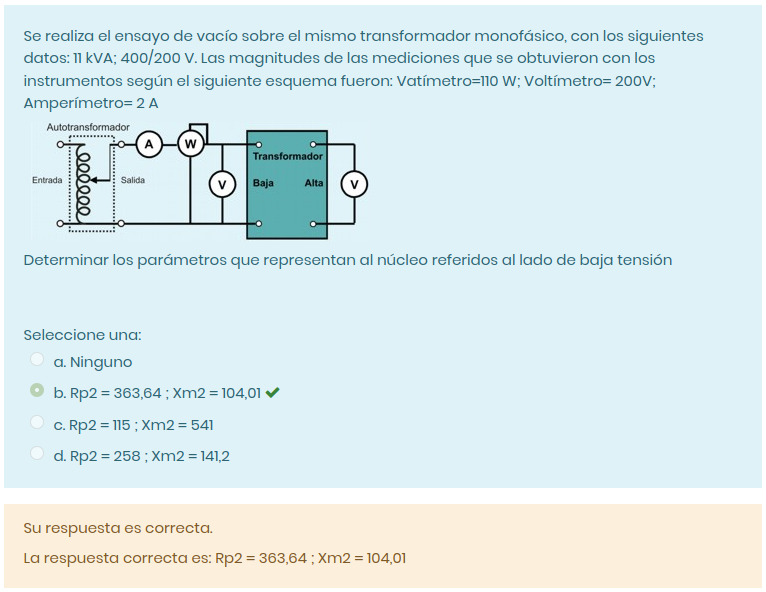 Se realiza el ensayo de vacío sobre el mismo transformador monofásico, con los siguientes
datos: 11 kVA; 400/200 V. Las magnitudes de las mediciones que se obtuvieron con los
instrumentos según el siguiente esquema fueron: Vatímetro=110 W; Voltímetro= 200V;
Amperímetro= 2 A
Autotransformador
A
W
Transformador
Entrada
Salida
V
Baja
Alta
V
Determinar los parámetros que representan al núcleo referidos al lado de baja tensión
Seleccione una:
a. Ninguno
b. Rp2 = 363,64 ; Xm2 = 104,01
c. Rp2 = 115 ; Xm2 = 541
d. Rp2 = 258 ; Xm2 = 141,2
Su respuesta es correcta.
La respuesta correcta es: Rp2 = 363,64 ; Xm2 = 104,01